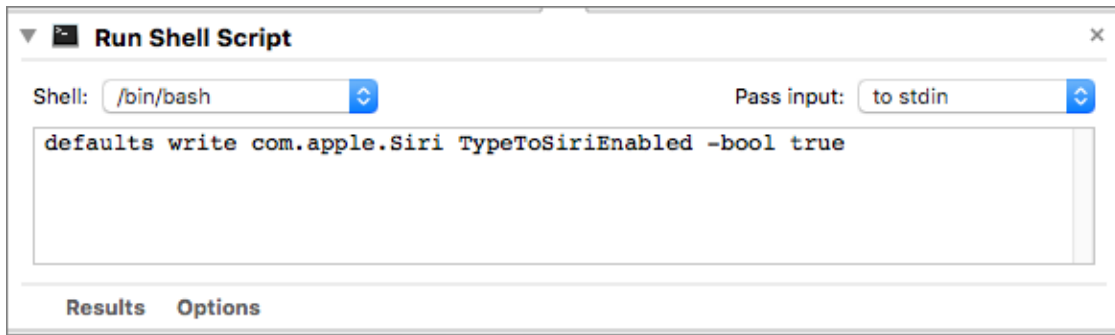 Run Shell Script
Shell: /bin/bash Pass input: to stdin
defaults write com.apple.Siri TypeToSiriEnabled -bool true
Results Options